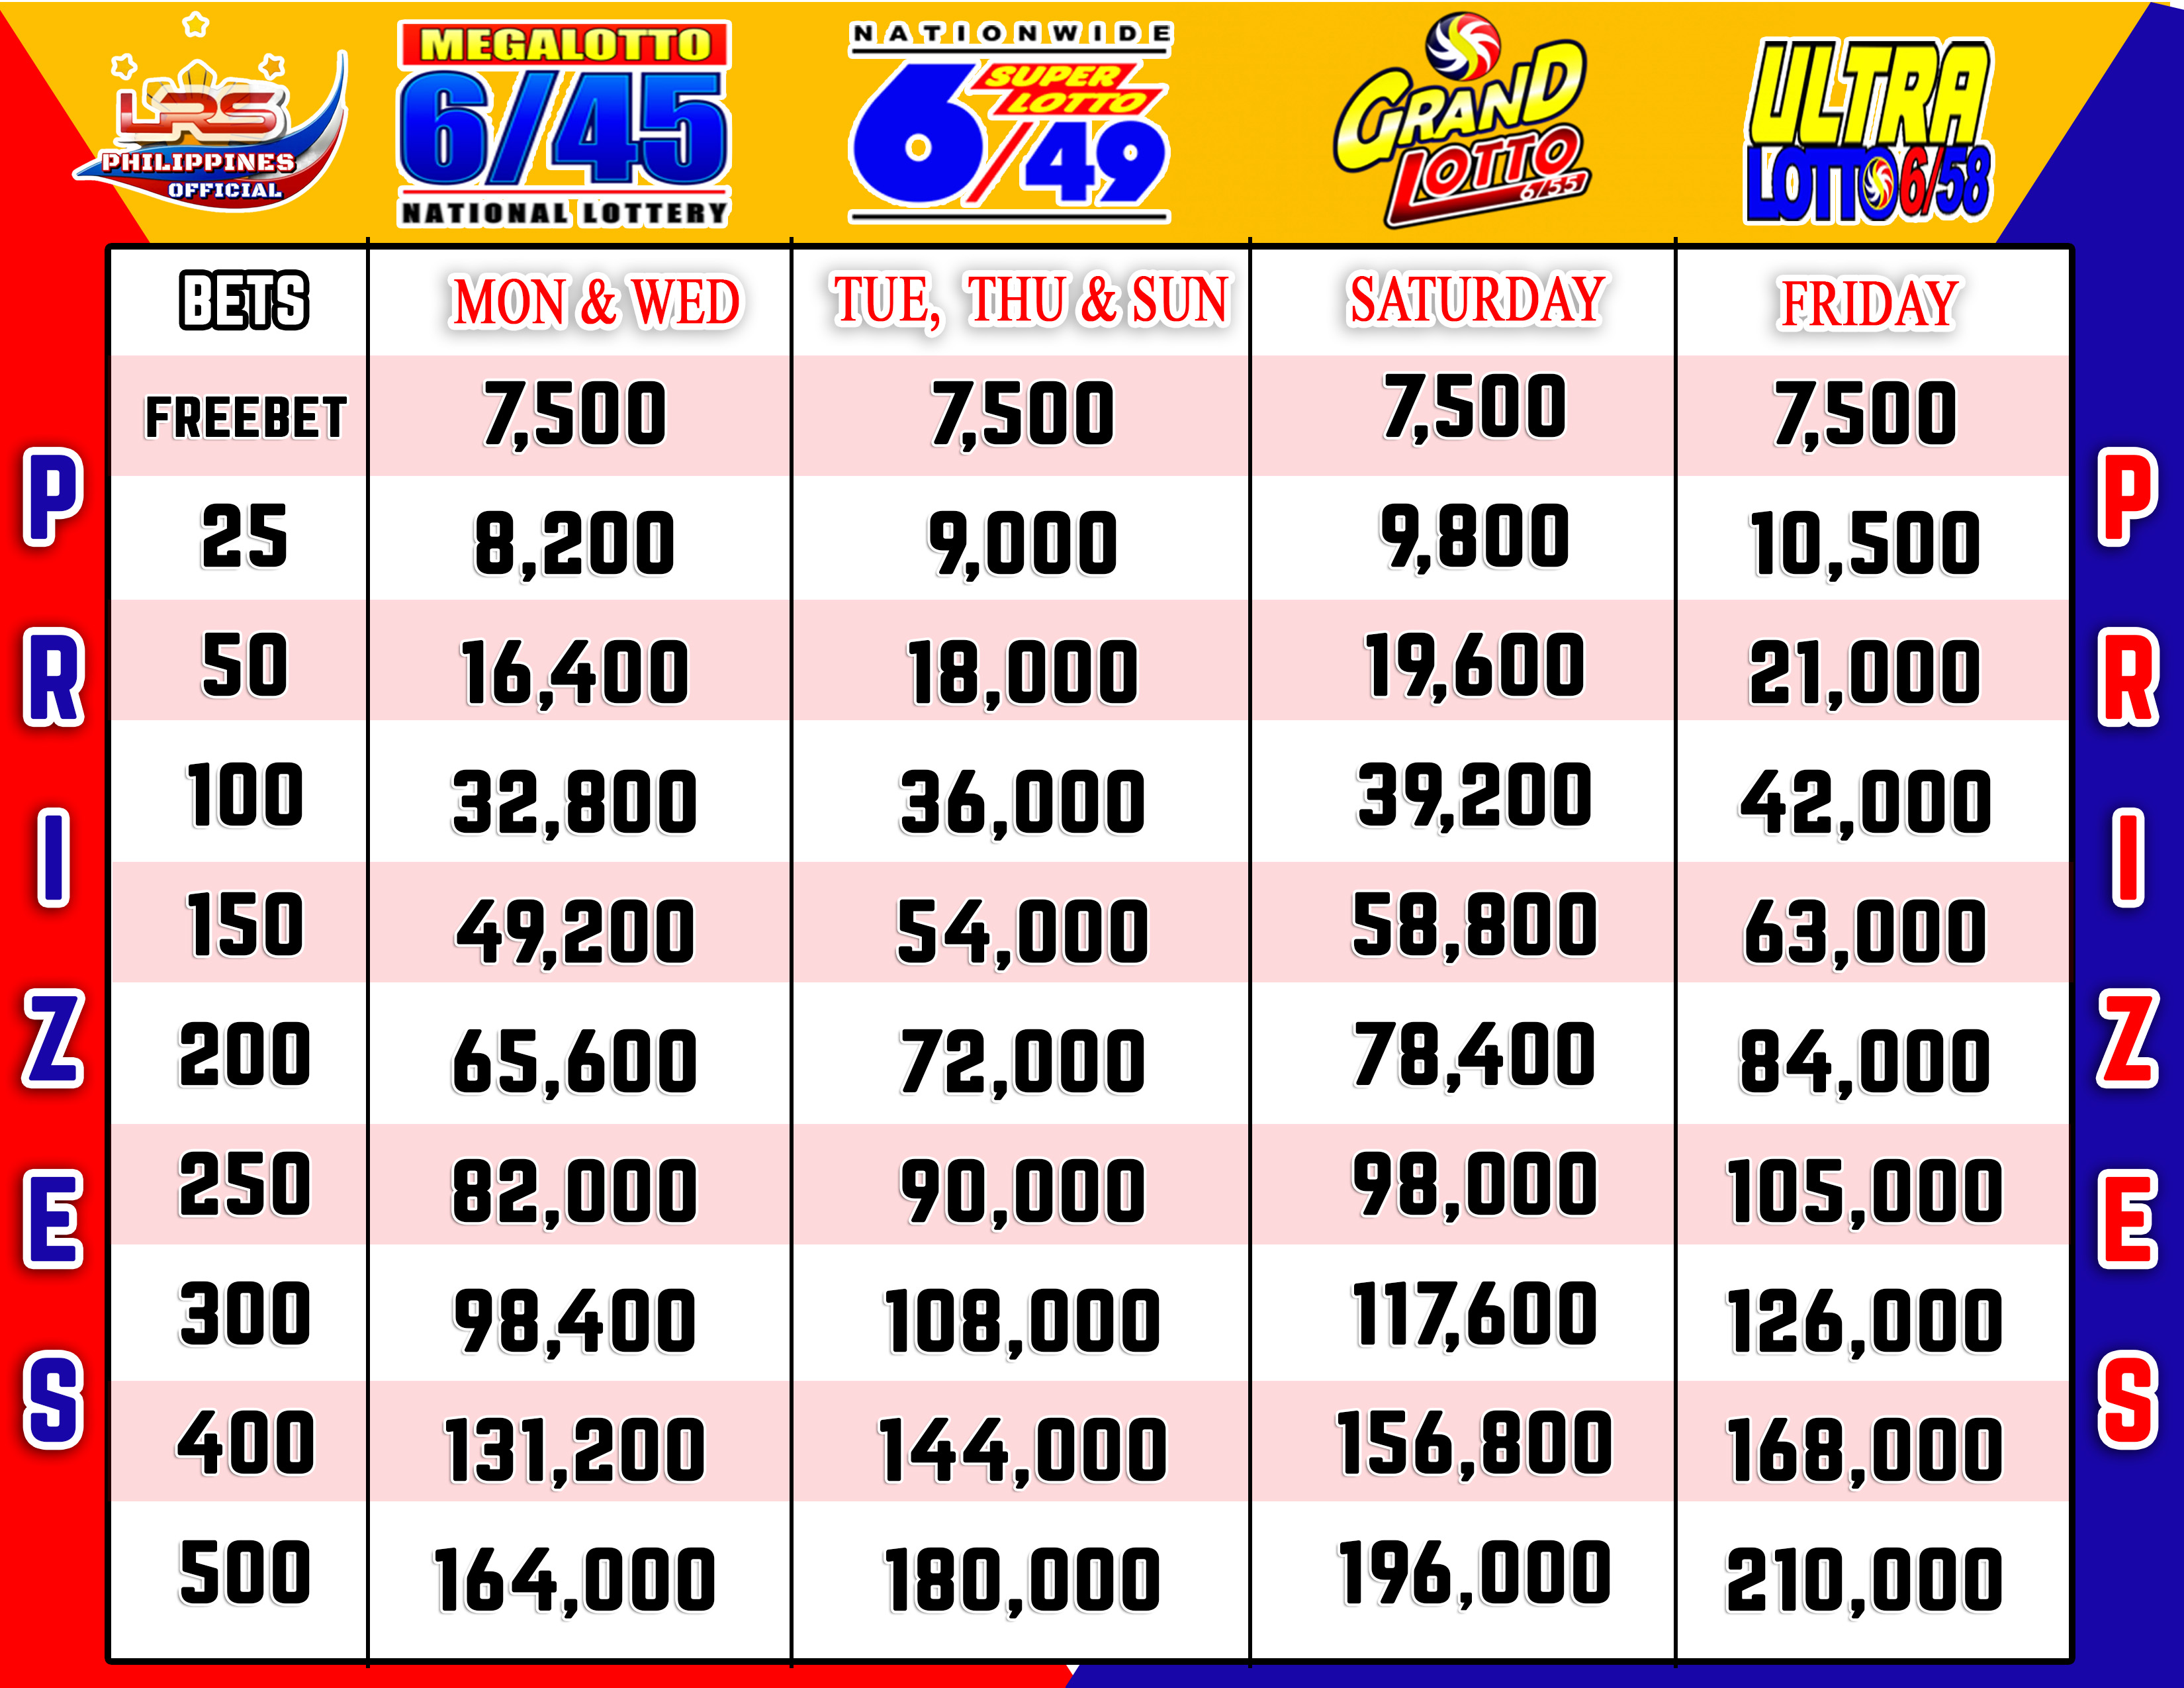 LRS
PHILIPPINES
OFFICIAL
MEGALOTTO
6/45
NATIONAL LOTTERY
NATIONWIDE
SUPER
LOTTO
6/49
GRAND
LOTTO
6/55
ULTRA
LOTTO 6/58
BETS MON & WED TUE, THU & SUN SATURDAY FRIDAY
FREEBET 7,500 7,500 7,500 7,500
25 8,200 9,000 9,800 10,500
50 16,400 18,000 19,600 21,000
100 32,800 36,000 39,200 42,000
150 49,200 54,000 58,800 63,000
200 65,600 72,000 78,400 84,000
250 82,000 90,000 98,000 105,000
300 98,400 108,000 117,600 126,000
400 131,200 144,000 156,800 168,000
500 164,000 180,000 196,000 210,000
PRIZES
PRIZES